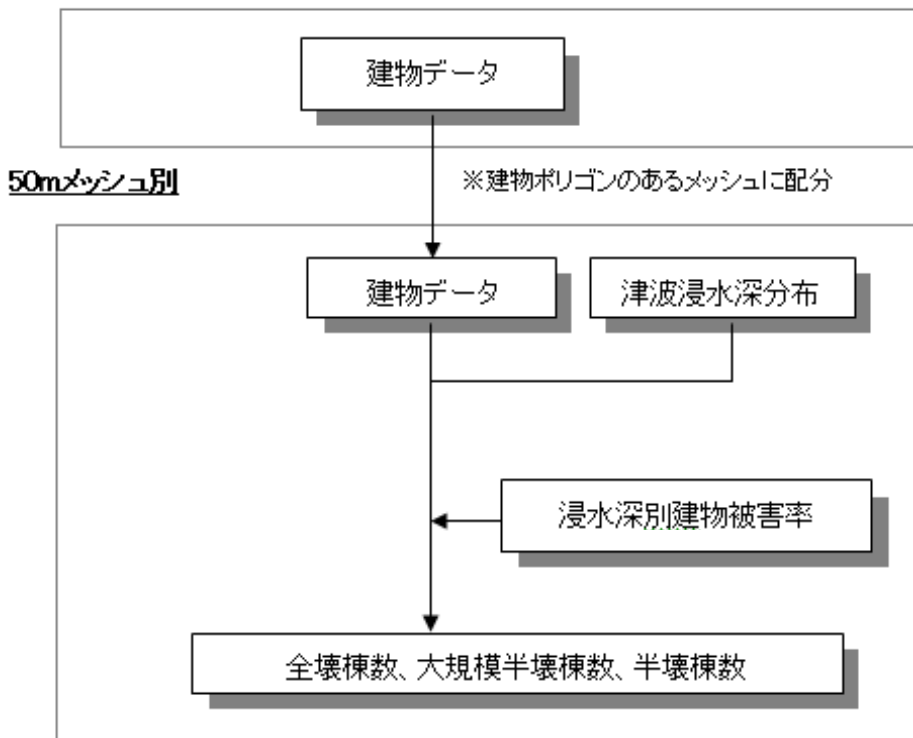 建物データ
50mメッシュ別
※建物ポリゴンのあるメッシュに配分
建物データ
津波浸水深分布
浸水深別建物被害率
全壊棟数、大規模半壊棟数、半壊棟数